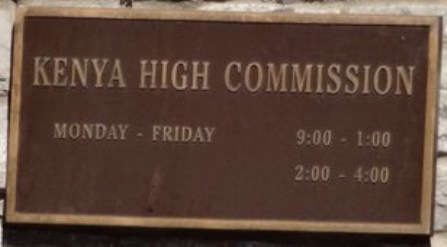 KENYA HIGH COMMISSION
MONDAY - FRIDAY 9:00 - 1:00
2:00 - 4:00